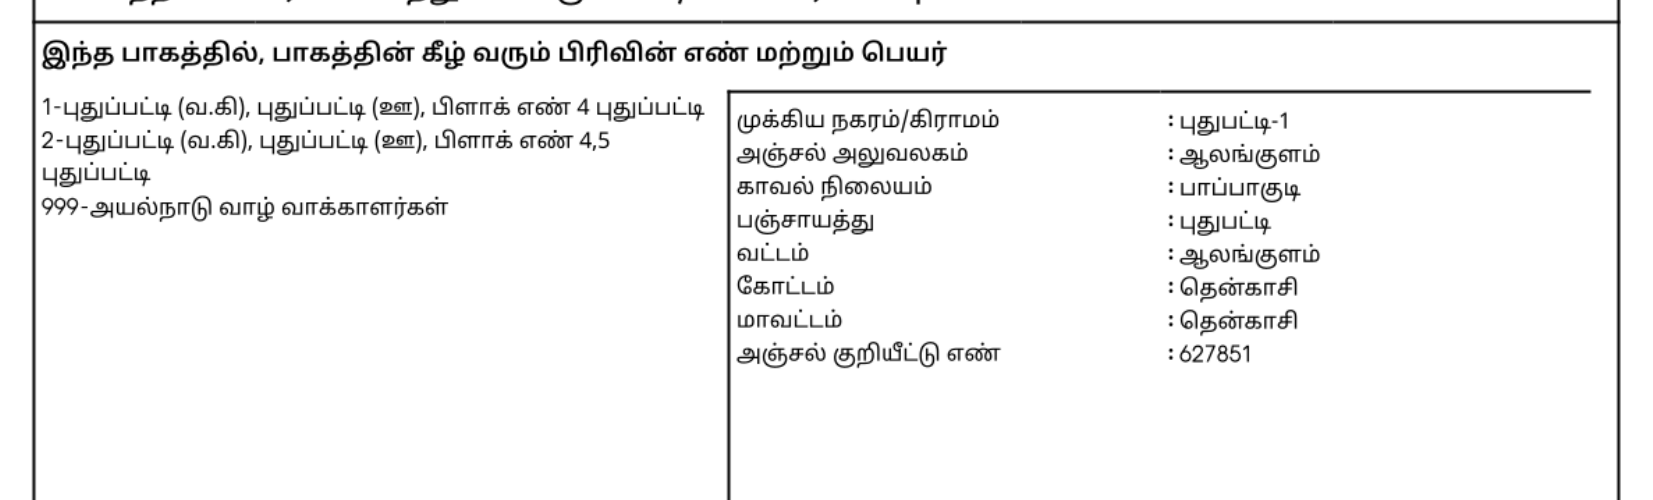 இந்த பாகத்தில், பாகத்தின் கீழ் வரும் பிரிவின் எண் மற்றும் பெயர்
1-புதுப்பட்டி (வ.கி), புதுப்பட்டி (ஊ), பிளாக் எண் 4 புதுப்பட்டி
2-புதுப்பட்டி (வ.கி), புதுப்பட்டி (ஊ), பிளாக் எண் 4,5
புதுப்பட்டி
999-அயல்நாடு வாழ் வாக்காளர்கள்
முக்கிய நகரம்/கிராமம் : புதுபட்டி-1
அஞ்சல் அலுவலகம் : ஆலங்குளம்
காவல் நிலையம் : பாப்பாகுடி
பஞ்சாயத்து : புதுபட்டி
வட்டம் : ஆலங்குளம்
கோட்டம் : தென்காசி
மாவட்டம் : தென்காசி
அஞ்சல் குறியீட்டு எண் : 627851